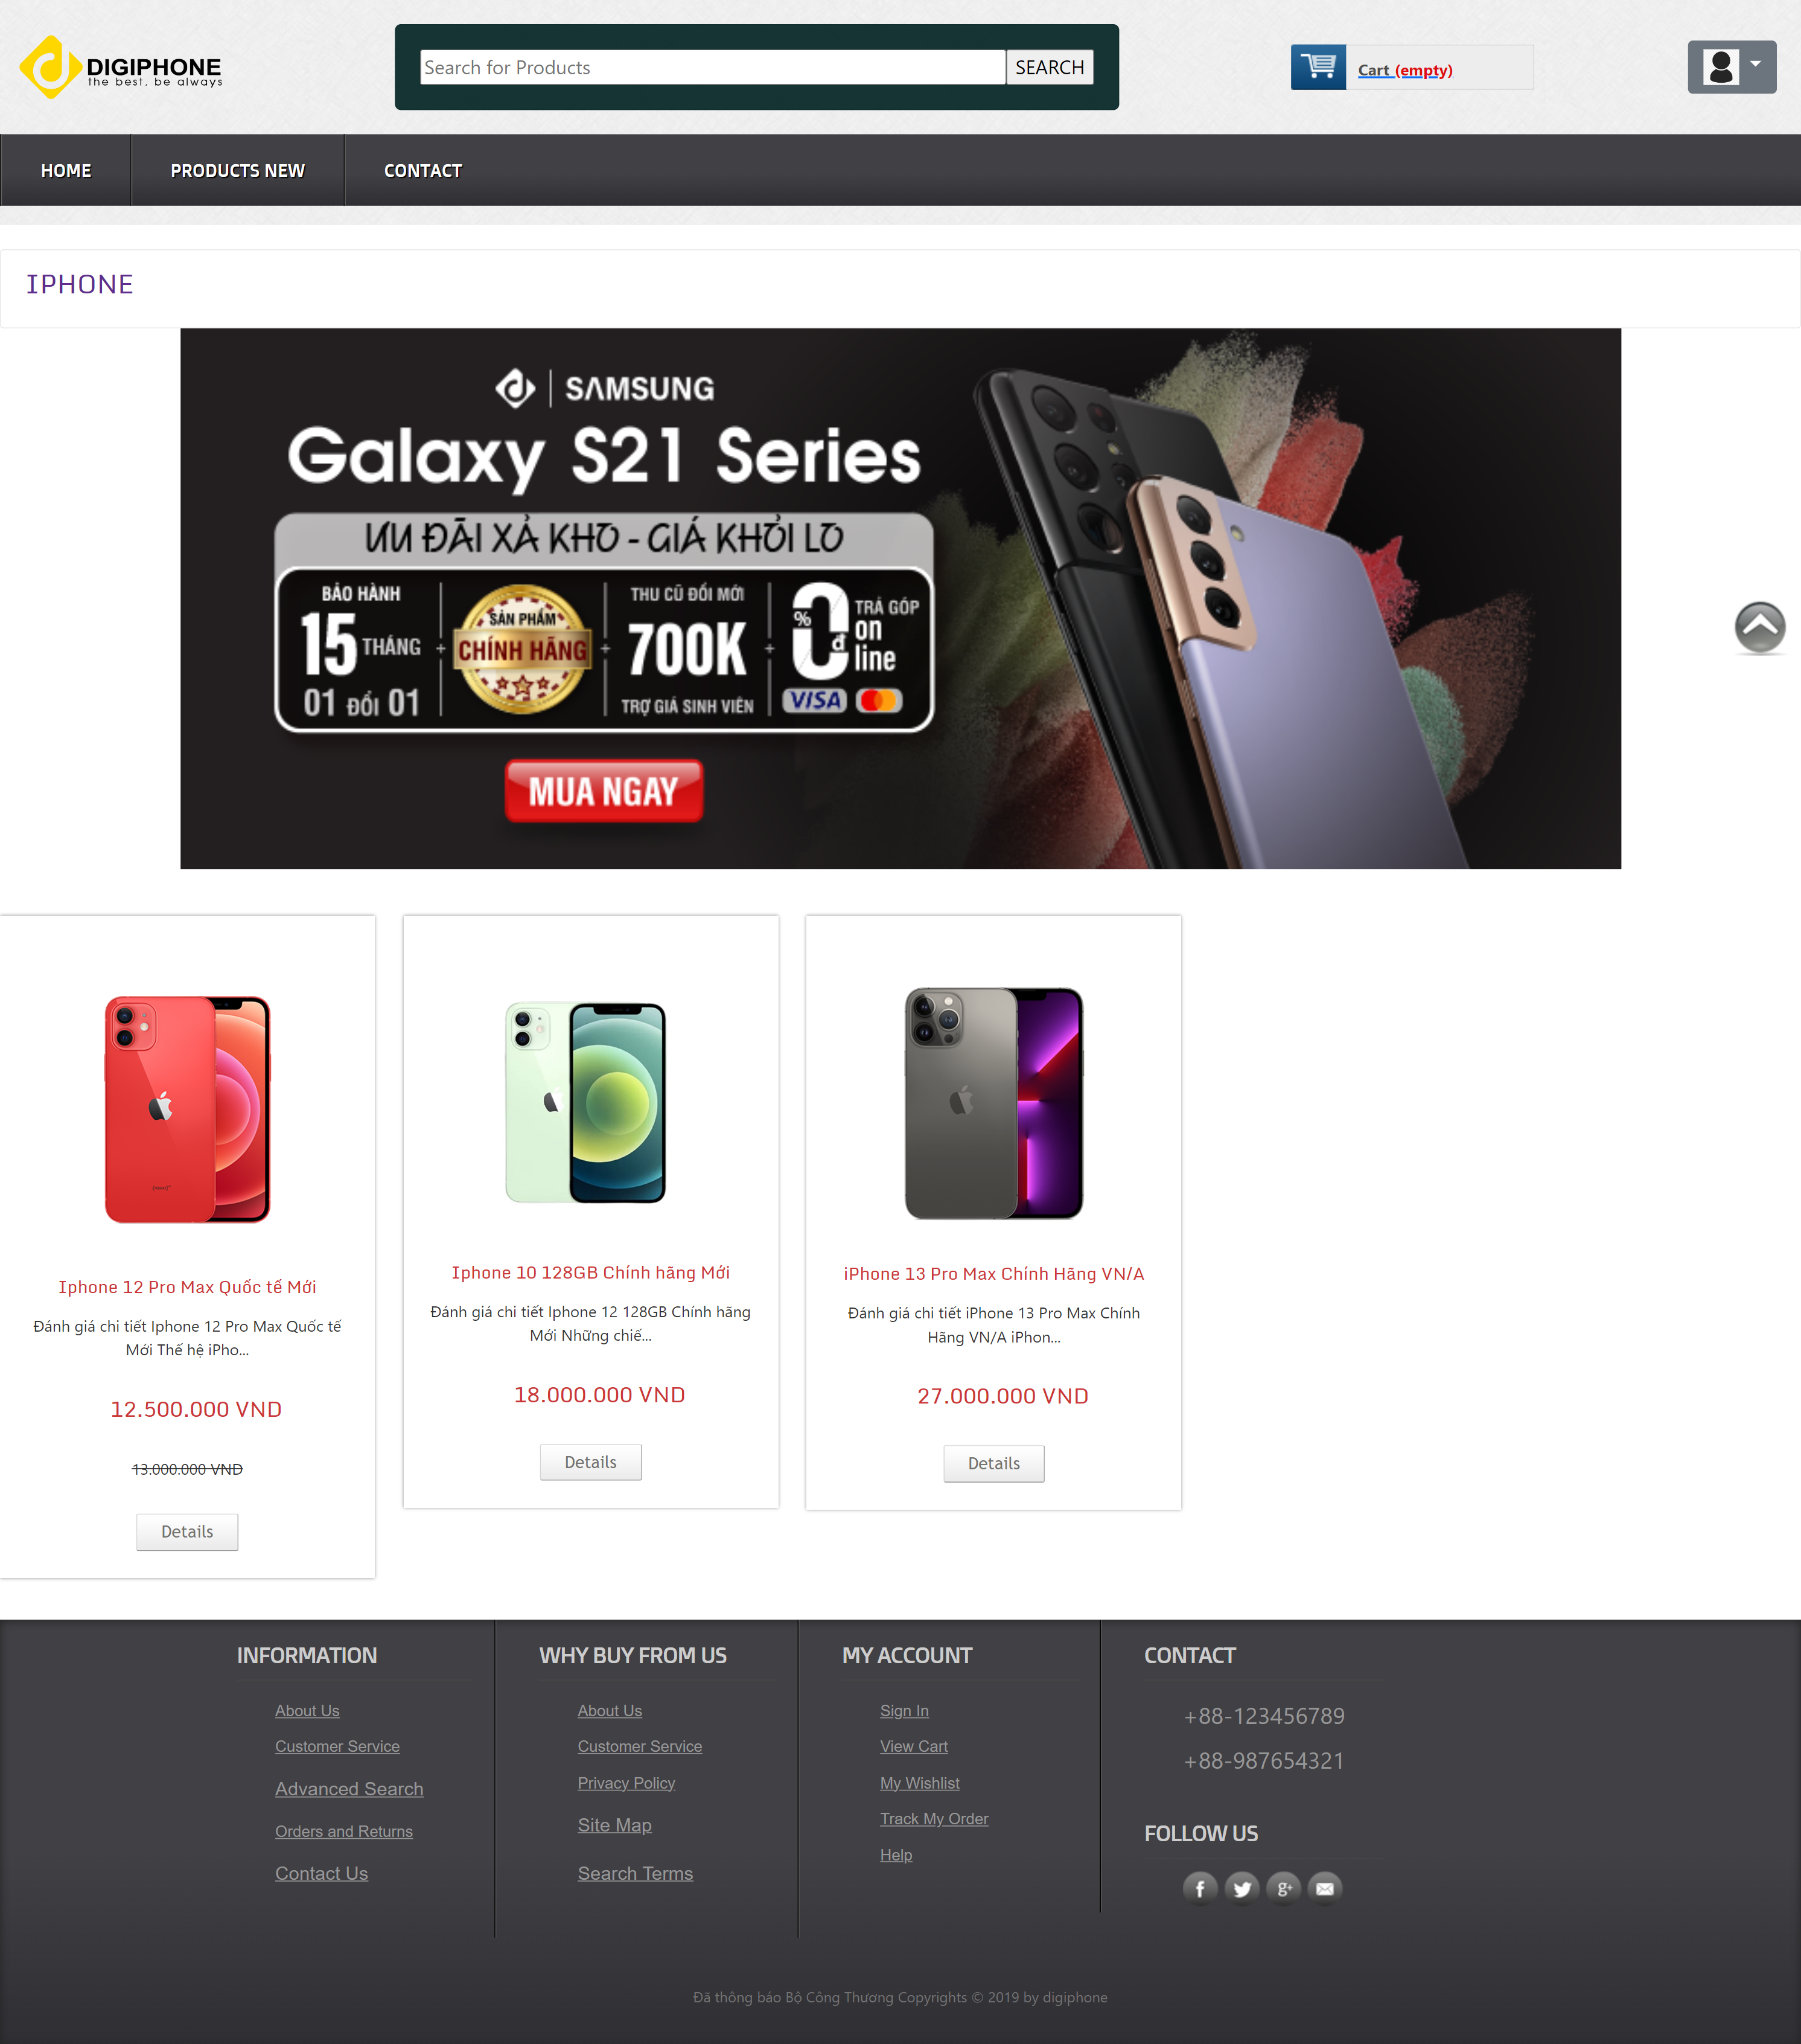 DIGIPHONE
the best. be always
Search for Products
SEARCH
Cart (empty)
HOME
PRODUCTS NEW
CONTACT
IPHONE
SAMSUNG
Galaxy S21 Series
ƯU ĐÃI XẢ KHO - GIÁ KHỎI LO
BẢO HÀNH
15 THÁNG
01 ĐỔI 01
+
SẢN PHẨM
CHÍNH HÃNG
+
THU CŨ ĐỔI MỚI
700K
TRỢ GIÁ SINH VIÊN
+
0% đ
TRẢ GÓP
on
line
VISA
MUA NGAY
Iphone 12 Pro Max Quốc tế Mới
Đánh giá chi tiết Iphone 12 Pro Max Quốc tế
Mới Thế hệ iPho...
12.500.000 VND
13.000.000 VND
Details
Iphone 10 128GB Chính hãng Mới
Đánh giá chi tiết Iphone 12 128GB Chính hãng
Mới Những chiế...
18.000.000 VND
Details
iPhone 13 Pro Max Chính Hãng VN/A
Đánh giá chi tiết iPhone 13 Pro Max Chính
Hãng VN/A iPhon...
27.000.000 VND
Details
INFORMATION
About Us
Customer Service
Advanced Search
Orders and Returns
Contact Us
WHY BUY FROM US
About Us
Customer Service
Privacy Policy
Site Map
Search Terms
MY ACCOUNT
Sign In
View Cart
My Wishlist
Track My Order
Help
CONTACT
+88-123456789
+88-987654321
FOLLOW US
f
g+
Đã thông báo Bộ Công Thương Copyrights © 2019 by digiphone